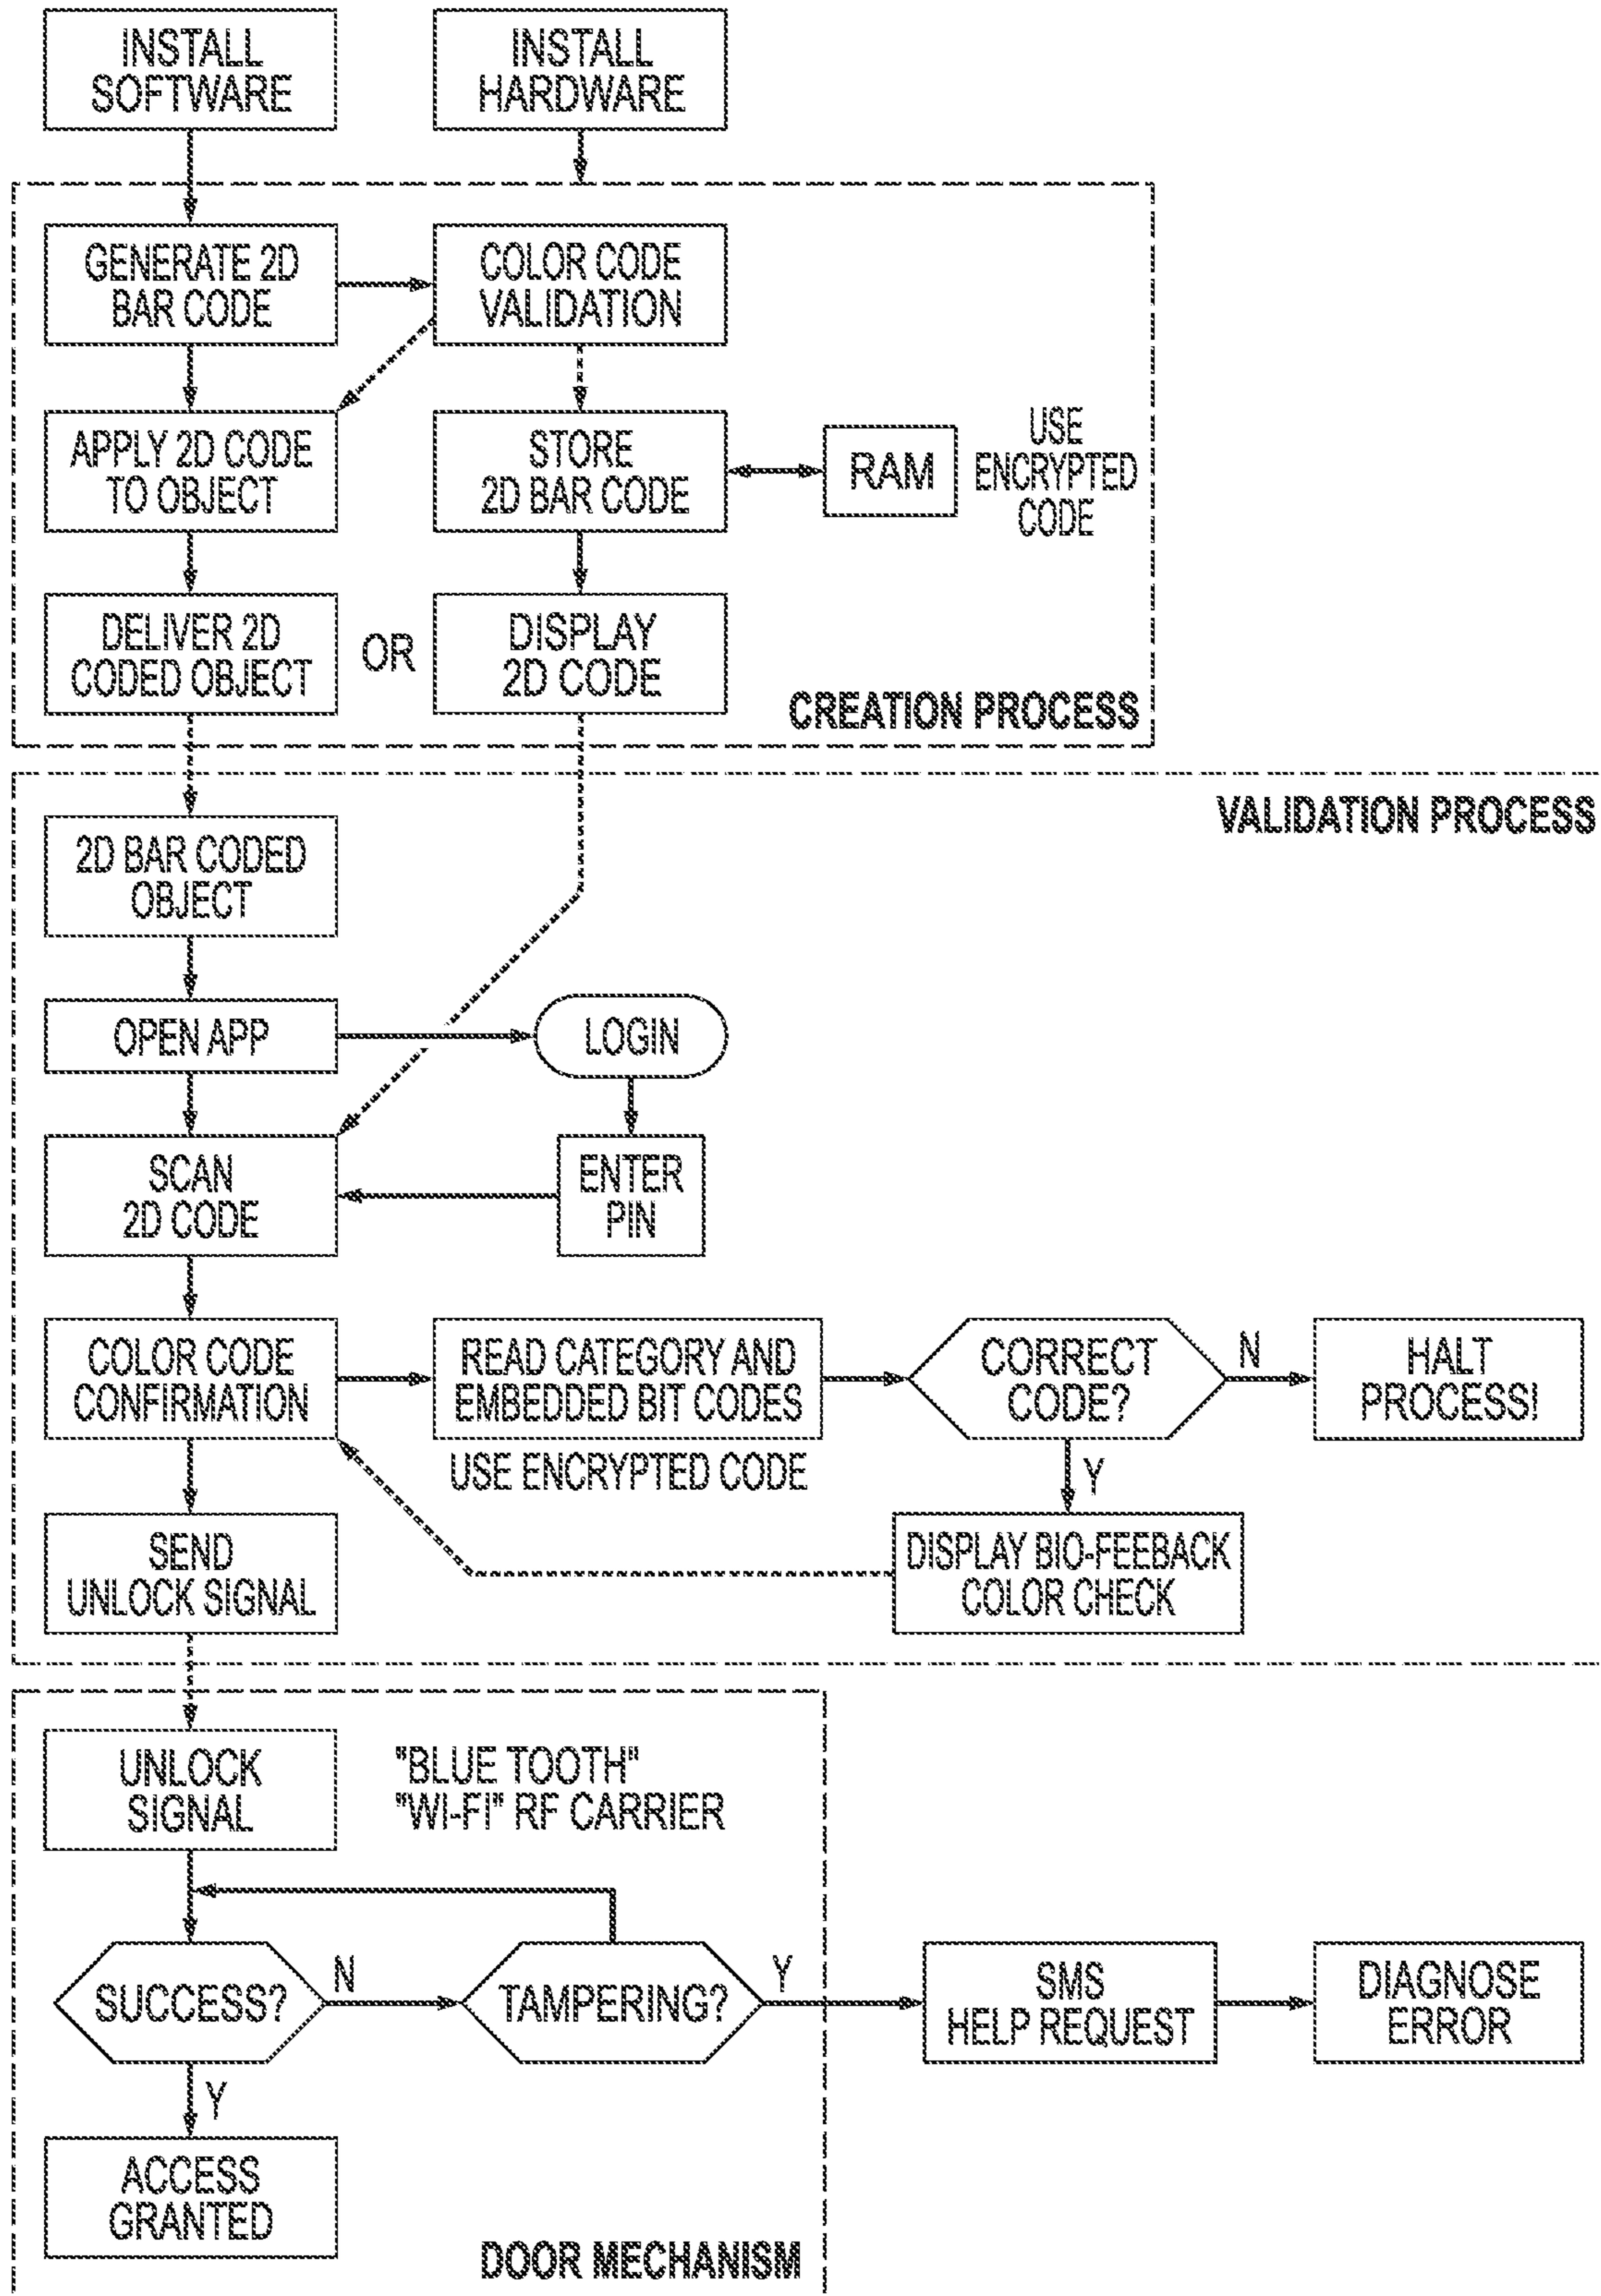 INSTALL
SOFTWARE
INSTALL
HARDWARE
GENERATE 2D
BAR CODE
COLOR CODE
VALIDATION
APPLY 2D CODE
TO OBJECT
STORE
2D BAR CODE
RAM
USE
ENCRYPTED
CODE
DELIVER 2D
CODED OBJECT
OR
DISPLAY
2D CODE
CREATION PROCESS
VALIDATION PROCESS
2D BAR CODED
OBJECT
OPEN APP
LOGIN
SCAN
2D CODE
ENTER
PIN
COLOR CODE
CONFIRMATION
READ CATEGORY AND
EMBEDDED BIT CODES
USE ENCRYPTED CODE
CORRECT
CODE?
N
HALT
PROCESS!
Y
SEND
UNLOCK SIGNAL
DISPLAY BIO-FEEBACK
COLOR CHECK
UNLOCK
SIGNAL
"BLUE TOOTH"
"WI-FI" RF CARRIER
SUCCESS?
N
TAMPERING?
Y
SMS
HELP REQUEST
DIAGNOSE
ERROR
Y
ACCESS
GRANTED
DOOR MECHANISM